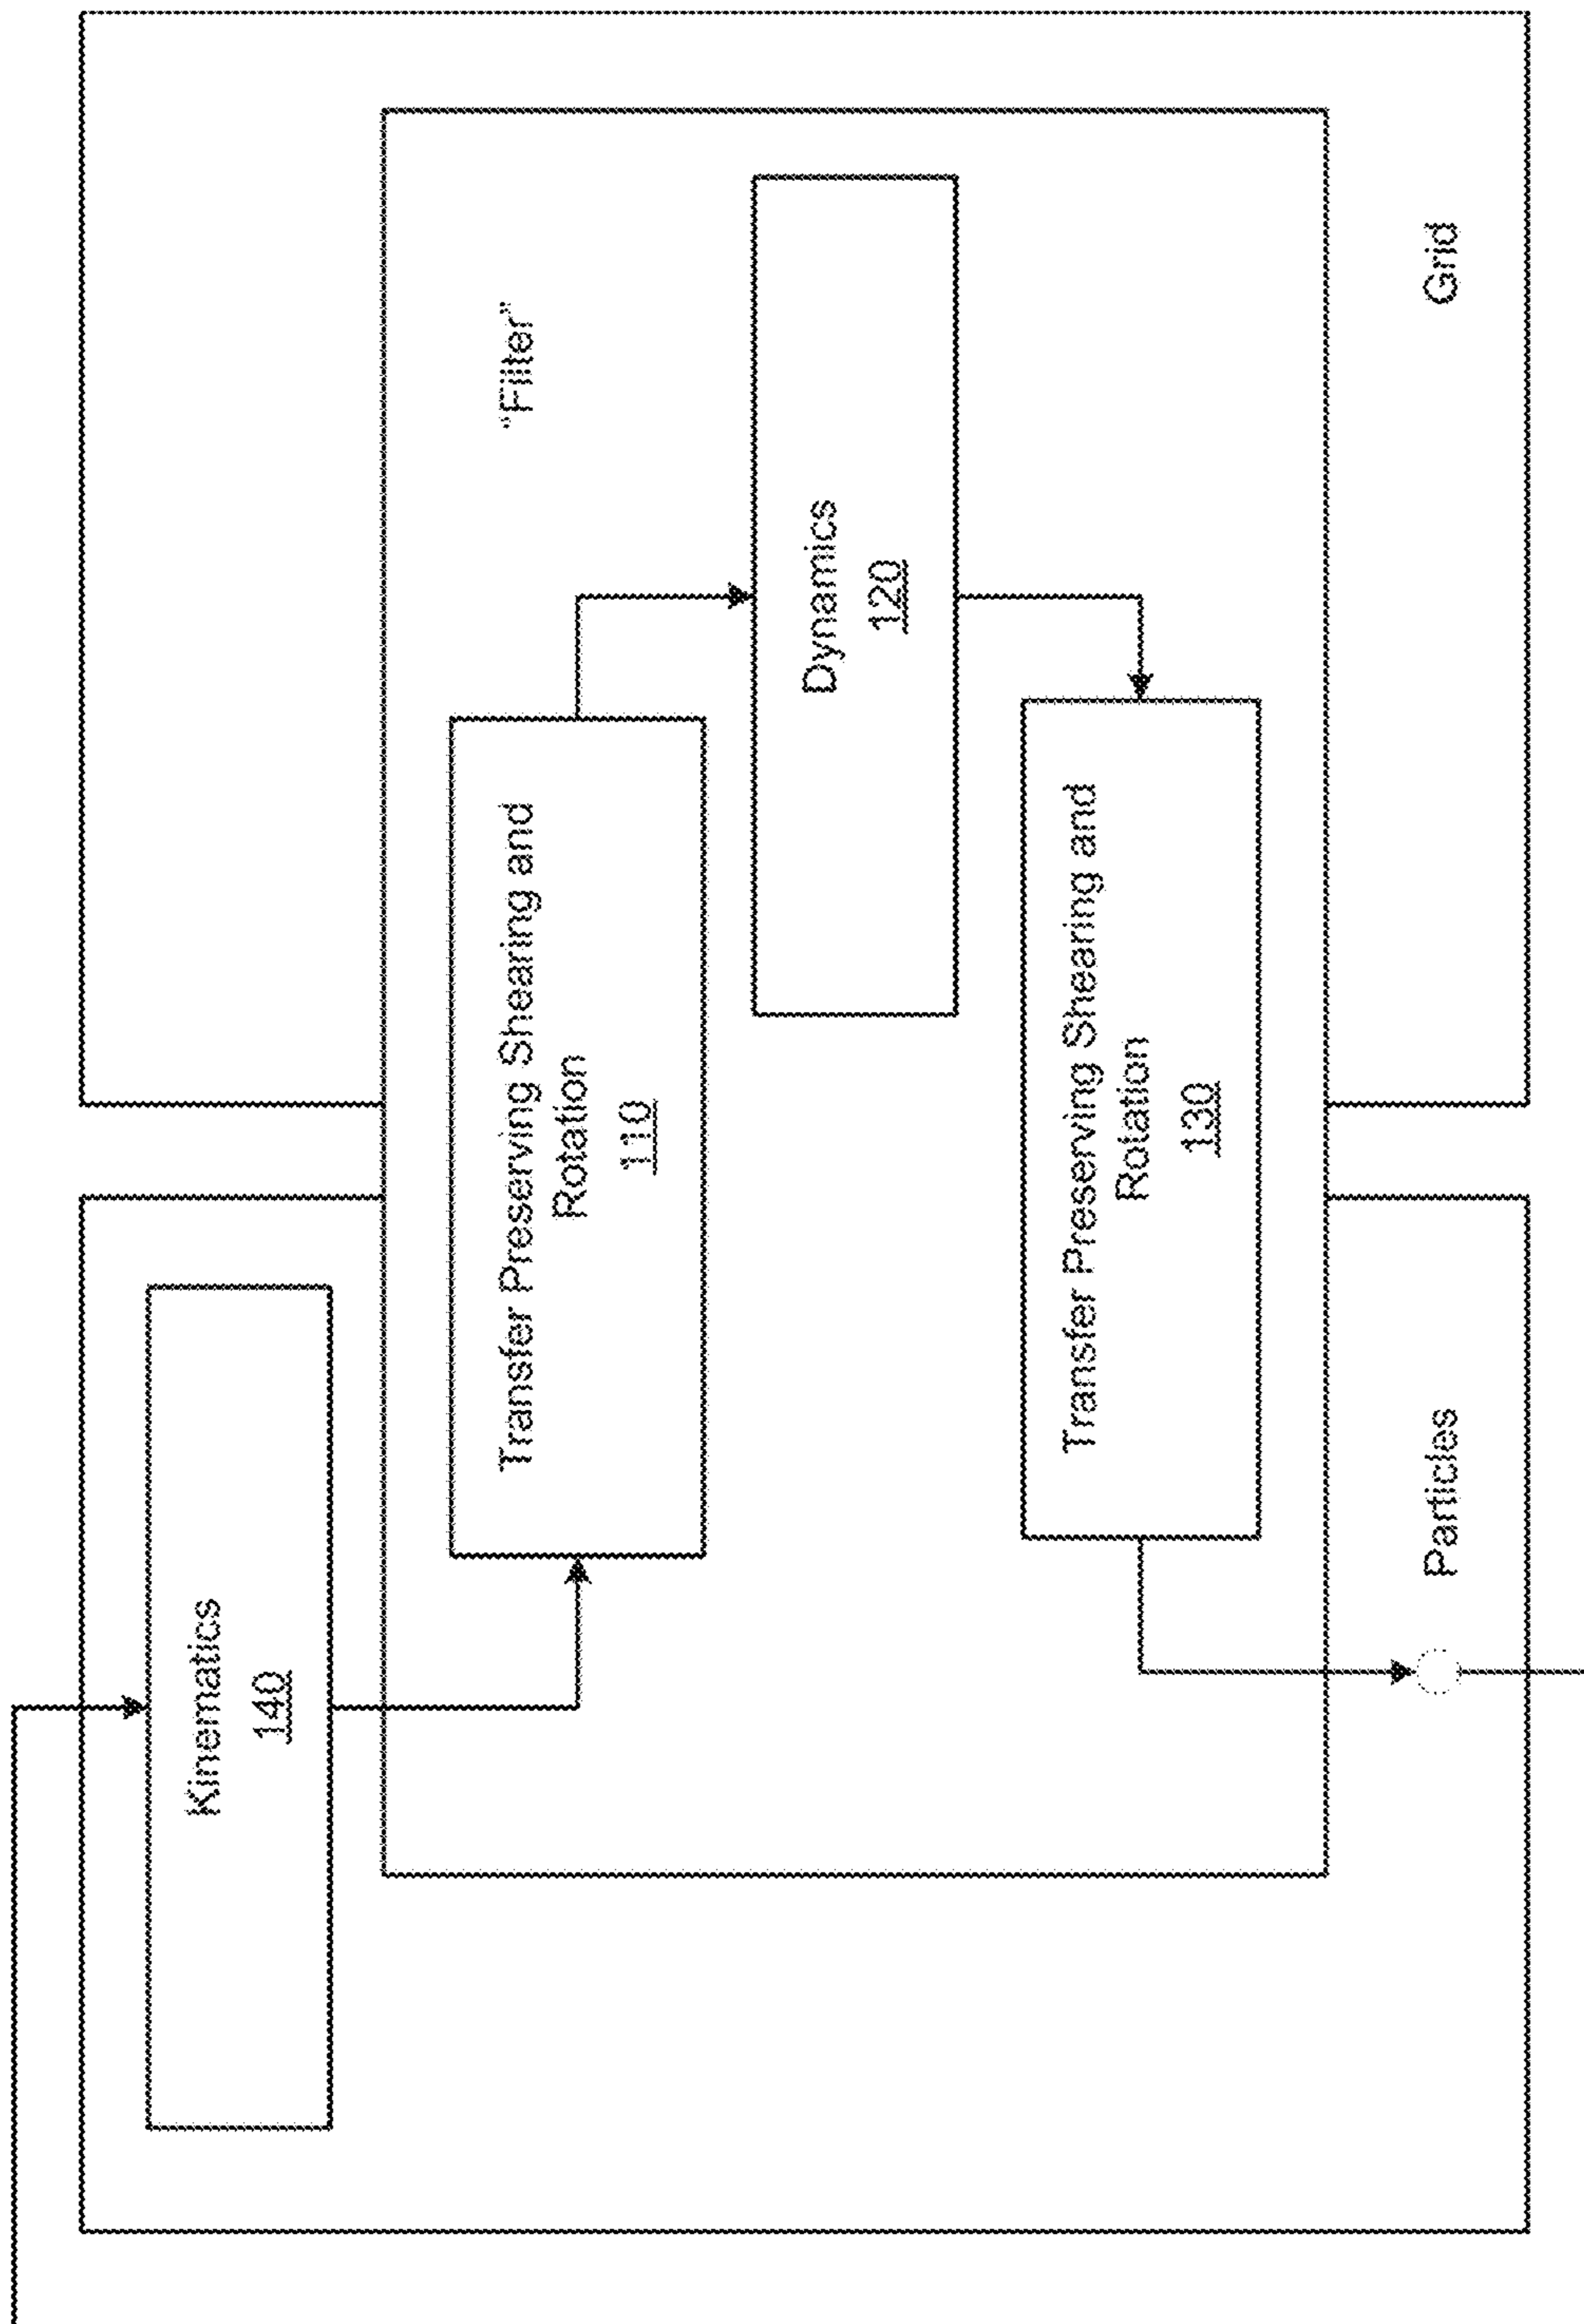 Kinematics
140
"Filter"
Transfer Preserving Shearing and
Rotation
110
Dynamics
120
Transfer Preserving Shearing and
Rotation
130
Particles
Grid